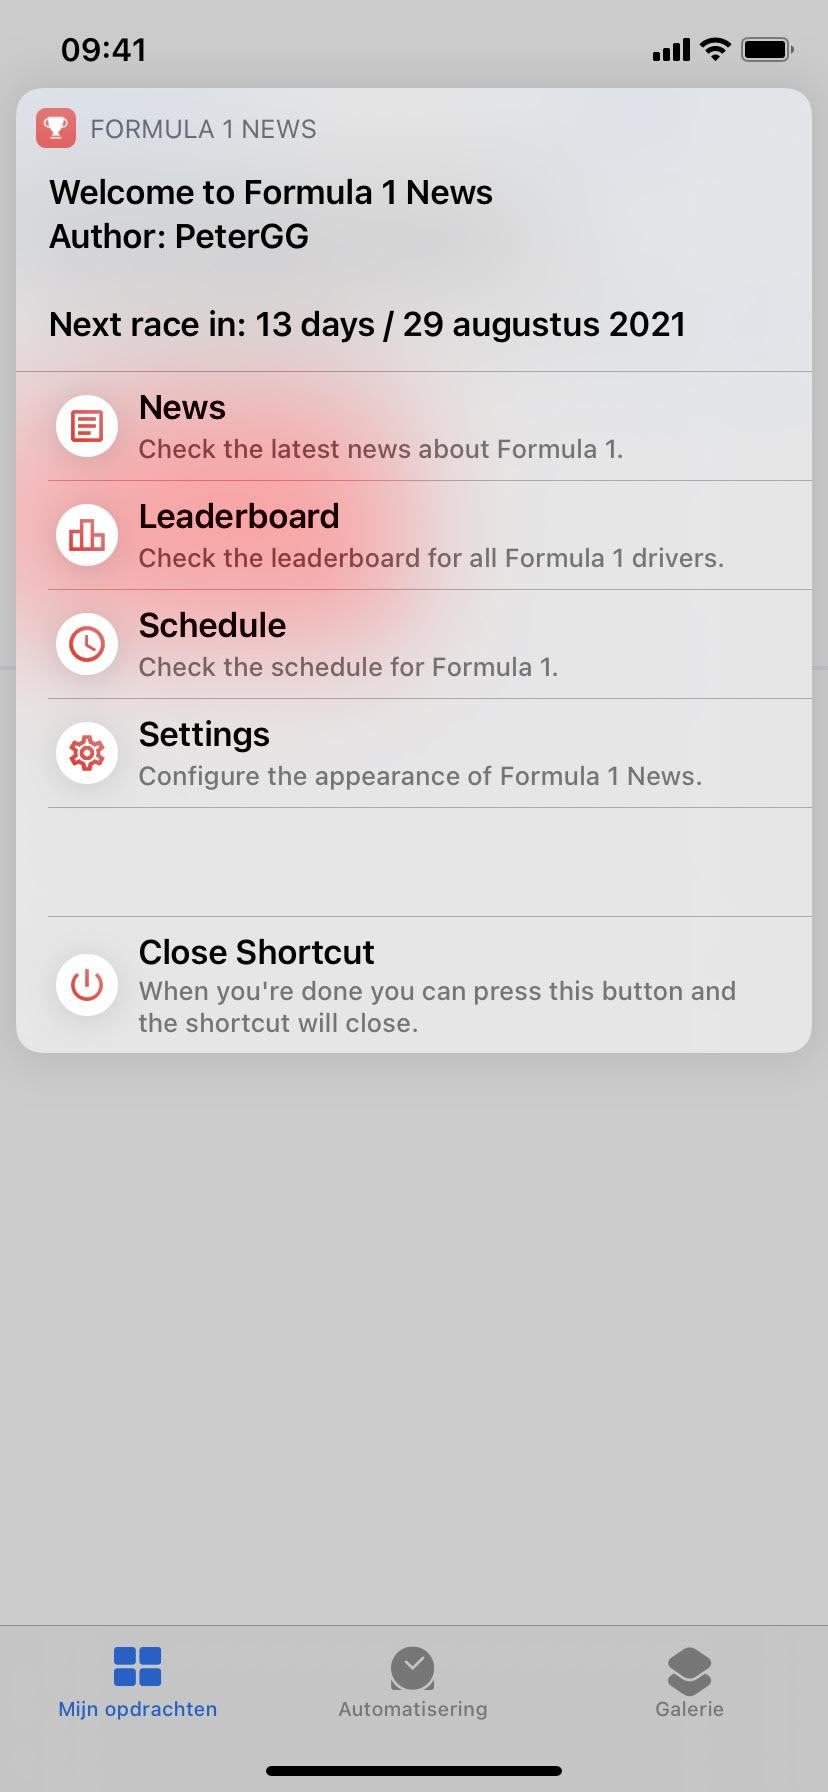 09:41
FORMULA 1 NEWS
Welcome to Formula 1 News
Author: PeterGG
Next race in: 13 days / 29 augustus 2021
News
Check the latest news about Formula 1.
Leaderboard
Check the leaderboard for all Formula 1 drivers.
Schedule
Check the schedule for Formula 1.
Settings
Configure the appearance of Formula 1 News.
Close Shortcut
When you're done you can press this button and
the shortcut will close.
Mijn opdrachten
Automatisering
Galerie